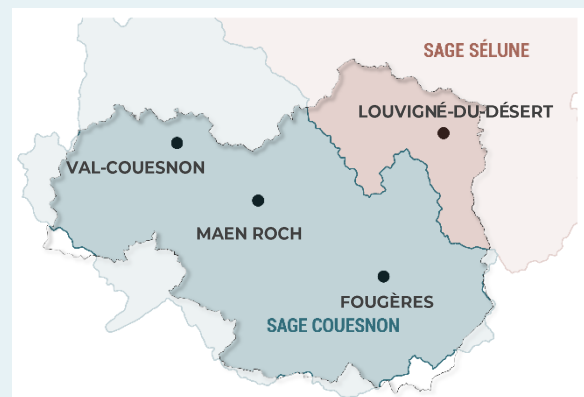 SAGE SÉLUNE
LOUVIGNÉ-DU-DÉSERT
VAL-COUESNON
MAEN ROCH
FOUGÈRES
SAGE COUESNON